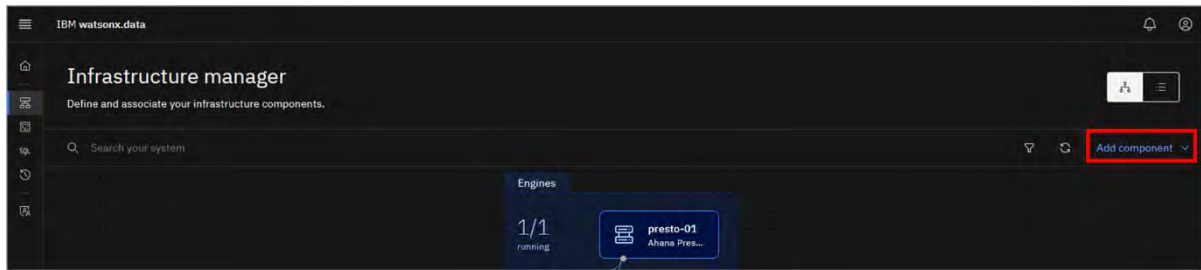 IBM watsonx.data
Infrastructure manager
Define and associate your infrastructure components.
Search your system
Add component
Engines
1/1
running
presto-01
Ahana Pres...
SQL